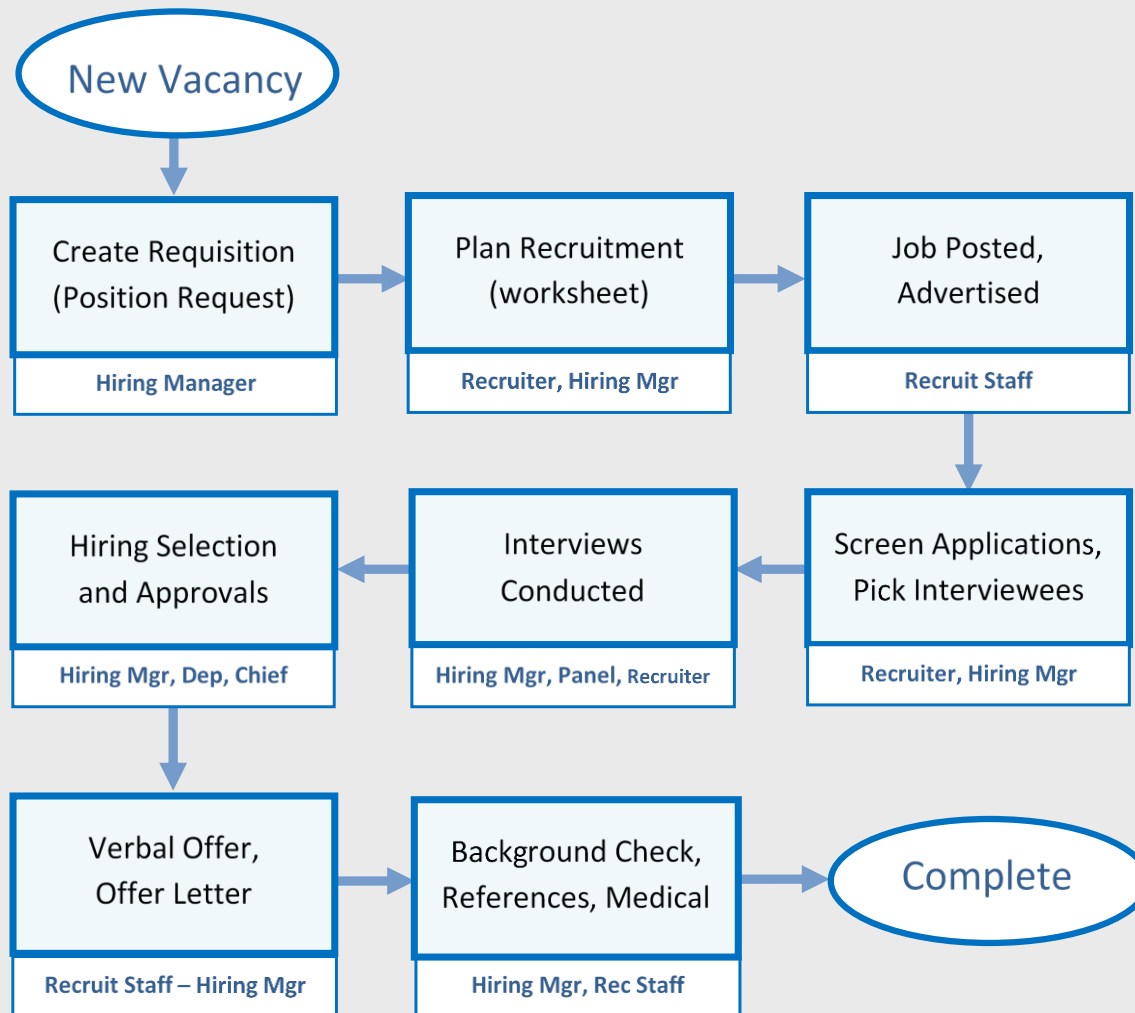 New Vacancy
Create Requisition
(Position Request)
Hiring Manager
Plan Recruitment
(worksheet)
Recruiter, Hiring Mgr
Job Posted,
Advertised
Recruit Staff
Screen Applications,
Pick Interviewees
Recruiter, Hiring Mgr
Interviews
Conducted
Hiring Mgr, Panel, Recruiter
Hiring Selection
and Approvals
Hiring Mgr, Dep, Chief
Verbal Offer,
Offer Letter
Recruit Staff – Hiring Mgr
Background Check,
References, Medical
Hiring Mgr, Rec Staff
Complete